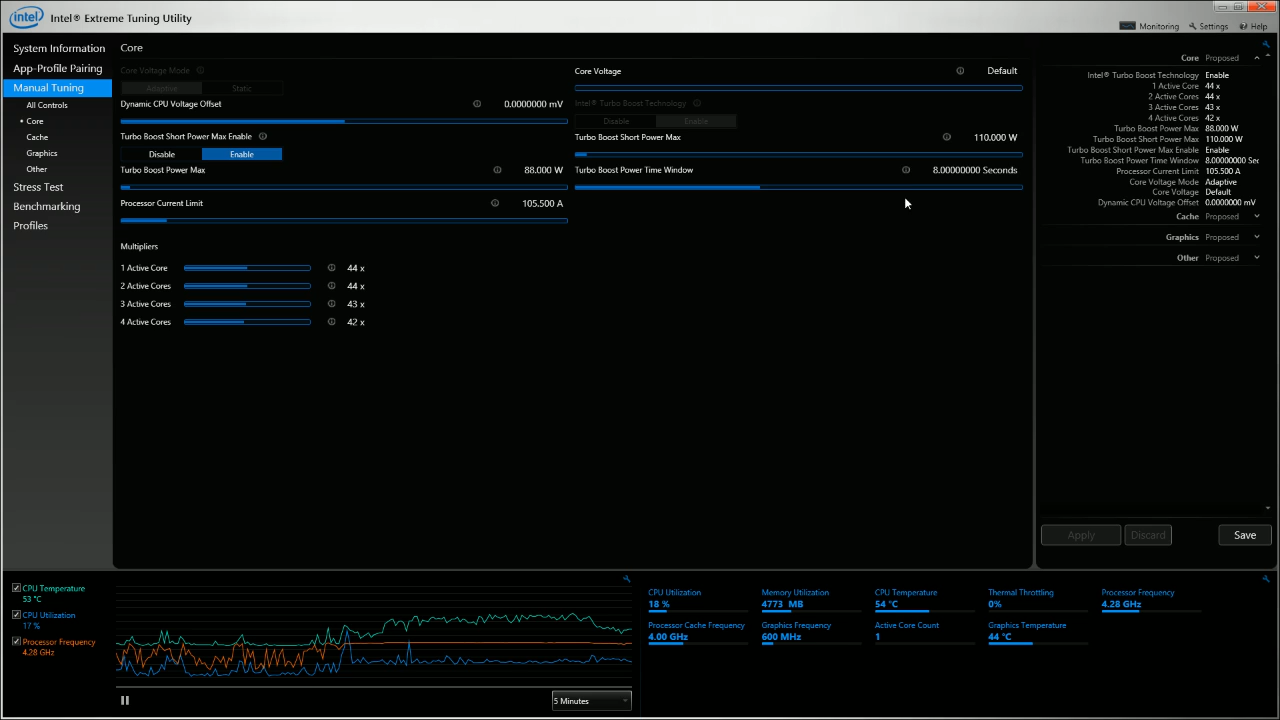 intel Intel® Extreme Tuning Utility
Monitoring Settings Help
System Information
App-Profile Pairing
Manual Tuning
All Controls
Core
Cache
Graphics
Other
Stress Test
Benchmarking
Profiles
Core
Core Voltage Mode
Adaptive Static
Core Voltage Default
Dynamic CPU Voltage Offset 0.0000000 mV
Intel® Turbo Boost Technology
Disable Enable
Turbo Boost Short Power Max Enable
Disable Enable
Turbo Boost Short Power Max 110.000 W
Turbo Boost Power Max 88.000 W
Turbo Boost Power Time Window 8.00000000 Seconds
Processor Current Limit 105.500 A
Multipliers
1 Active Core 44 x
2 Active Cores 44 x
3 Active Cores 43 x
4 Active Cores 42 x
Core Proposed
Intel® Turbo Boost Technology Enable
1 Active Core 44 x
2 Active Cores 44 x
3 Active Cores 43 x
4 Active Cores 42 x
Turbo Boost Power Max 88.000 W
Turbo Boost Short Power Max 110.000 W
Turbo Boost Short Power Max Enable Enable
Turbo Boost Power Time Window 8.00000000 Sec
Processor Current Limit 105.500 A
Core Voltage Mode Adaptive
Core Voltage Default
Dynamic CPU Voltage Offset 0.0000000 mV
Cache Proposed
Graphics Proposed
Other Proposed
Apply Discard Save
CPU Temperature
53 °C
CPU Utilization
17 %
Processor Frequency
4.28 GHz
5 Minutes
CPU Utilization
18 %
Memory Utilization
4773 MB
CPU Temperature
54 °C
Thermal Throttling
0%
Processor Frequency
4.28 GHz
Processor Cache Frequency
4.00 GHz
Graphics Frequency
600 MHz
Active Core Count
1
Graphics Temperature
44 °C